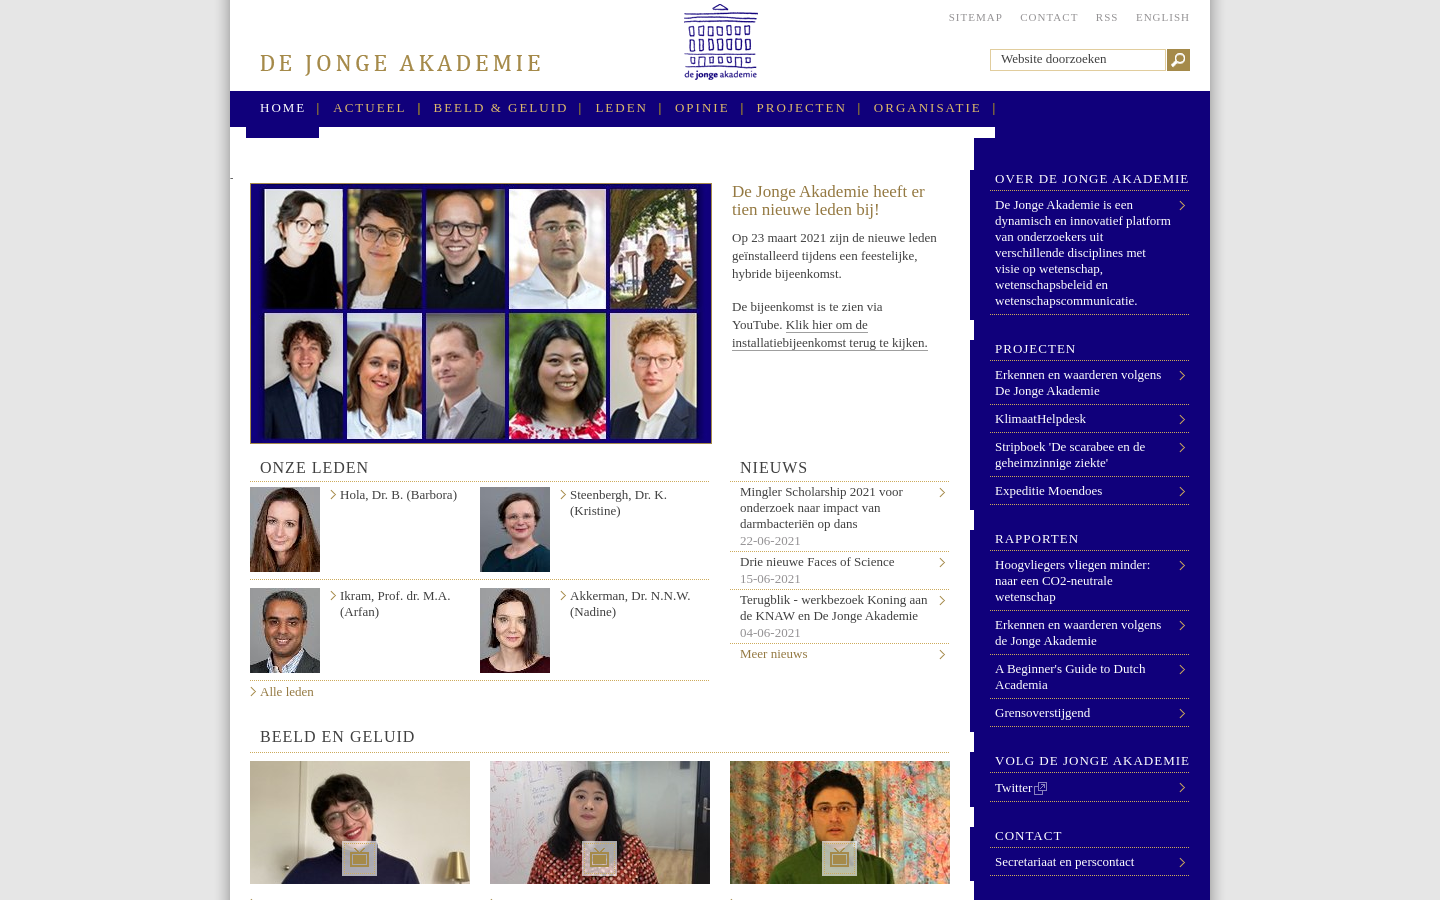 SITEMAP CONTACT RSS ENGLISH
DE JONGE AKADEMIE
de jonge akademie
Website doorzoeken
HOME | ACTUEEL | BEELD & GELUID | LEDEN | OPINIE | PROJECTEN | ORGANISATIE |
De Jonge Akademie heeft er
tien nieuwe leden bij!
Op 23 maart 2021 zijn de nieuwe leden
geïnstalleerd tijdens een feestelijke,
hybride bijeenkomst.
De bijeenkomst is te zien via
YouTube. Klik hier om de
installatiebijeenkomst terug te kijken.
ONZE LEDEN
Hola, Dr. B. (Barbora)
Steenbergh, Dr. K.
(Kristine)
Ikram, Prof. dr. M.A.
(Arfan)
Akkerman, Dr. N.N.W.
(Nadine)
Alle leden
NIEUWS
Mingler Scholarship 2021 voor
onderzoek naar impact van
darmbacteriën op dans
22-06-2021
Drie nieuwe Faces of Science
15-06-2021
Terugblik - werkbezoek Koning aan
de KNAW en De Jonge Akademie
04-06-2021
Meer nieuws
BEELD EN GELUID
OVER DE JONGE AKADEMIE
De Jonge Akademie is een
dynamisch en innovatief platform
van onderzoekers uit
verschillende disciplines met
visie op wetenschap,
wetenschapsbeleid en
wetenschapscommunicatie.
PROJECTEN
Erkennen en waarderen volgens
De Jonge Akademie
KlimaatHelpdesk
Stripboek 'De scarabee en de
geheimzinnige ziekte'
Expeditie Moendoes
RAPPORTEN
Hoogvliegers vliegen minder:
naar een CO2-neutrale
wetenschap
Erkennen en waarderen volgens
de Jonge Akademie
A Beginner's Guide to Dutch
Academia
Grensoverstijgend
VOLG DE JONGE AKADEMIE
Twitter
CONTACT
Secretariaat en perscontact